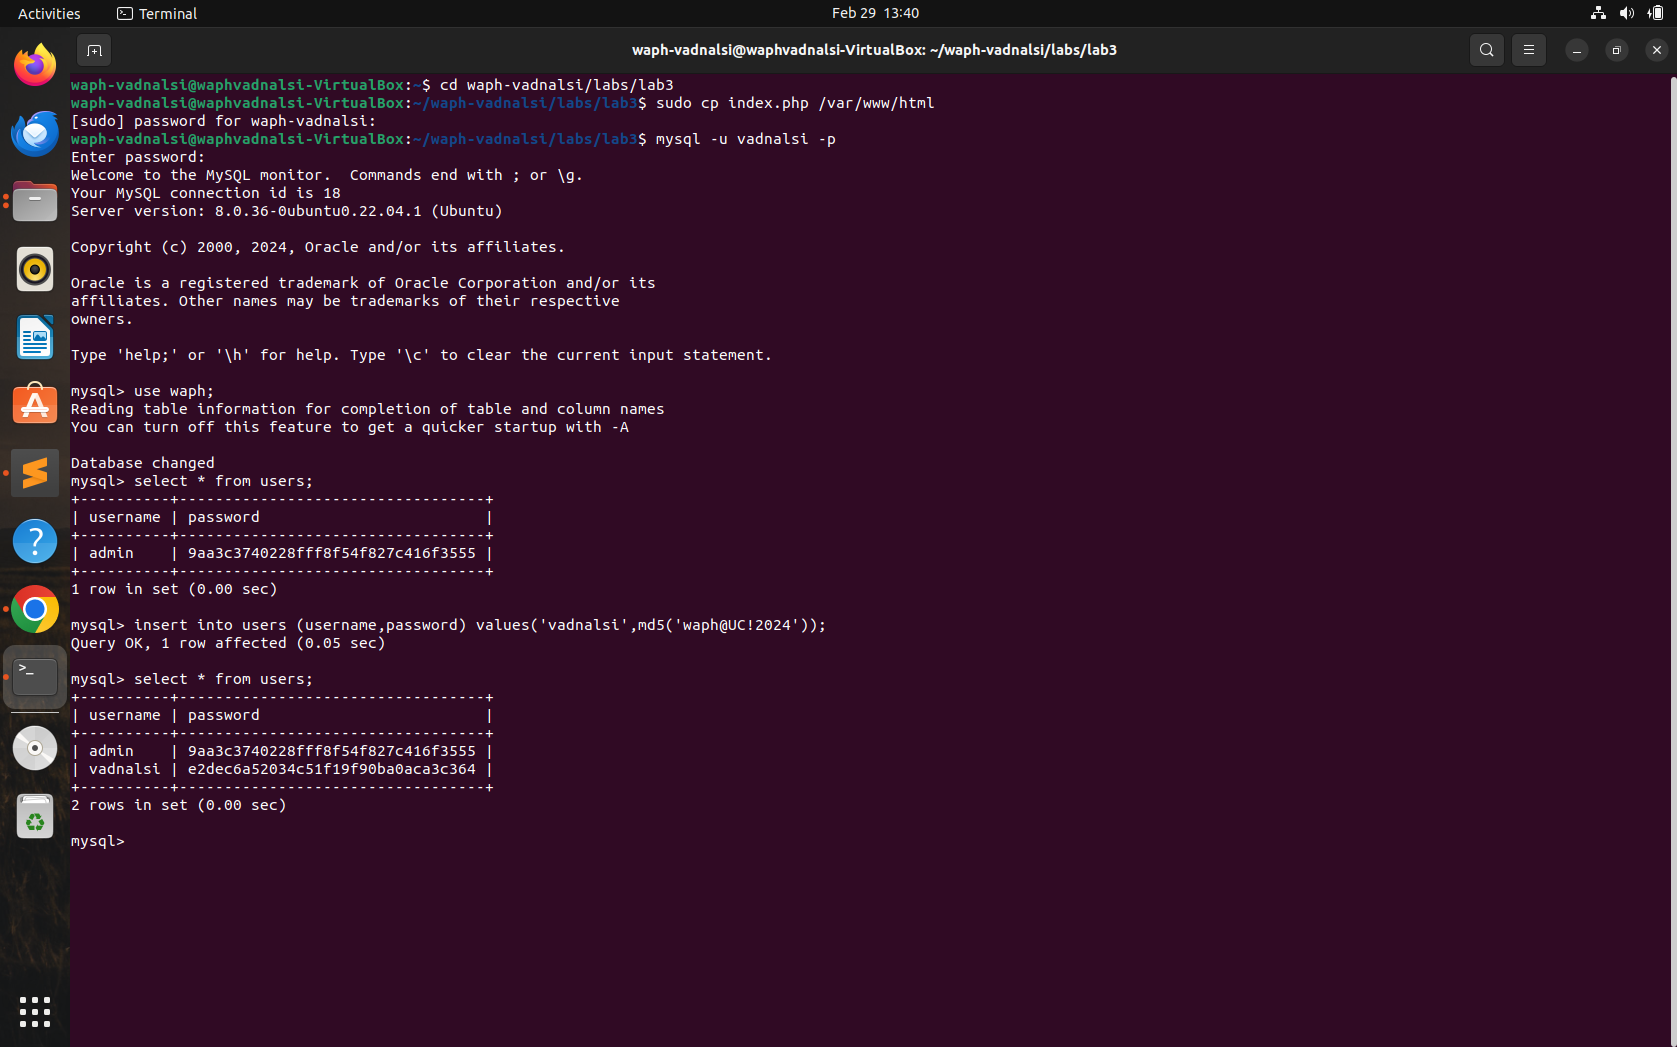 Activities
Terminal
Feb 29 13:40
waph-vadnalsi@waphvadnalsi-VirtualBox: ~/waph-vadnalsi/labs/lab3
waph-vadnalsi@waphvadnalsi-VirtualBox:~$ cd waph-vadnalsi/labs/lab3
waph-vadnalsi@waphvadnalsi-VirtualBox:~/waph-vadnalsi/labs/lab3$ sudo cp index.php /var/www/html
[sudo] password for waph-vadnalsi:
waph-vadnalsi@waphvadnalsi-VirtualBox:~/waph-vadnalsi/labs/lab3$ mysql -u vadnalsi -p
Enter password:
Welcome to the MySQL monitor.  Commands end with ; or \g.
Your MySQL connection id is 18
Server version: 8.0.36-0ubuntu0.22.04.1 (Ubuntu)
Copyright (c) 2000, 2024, Oracle and/or its affiliates.
Oracle is a registered trademark of Oracle Corporation and/or its
affiliates. Other names may be trademarks of their respective
owners.
Type 'help;' or '\h' for help. Type '\c' to clear the current input statement.
mysql> use waph;
Reading table information for completion of table and column names
You can turn off this feature to get a quicker startup with -A
Database changed
mysql> select * from users;
+----------+----------------------------------+
| username | password                         |
+----------+----------------------------------+
| admin    | 9aa3c3740228fff8f54f827c416f3555 |
+----------+----------------------------------+
1 row in set (0.00 sec)
mysql> insert into users (username,password) values('vadnalsi',md5('waph@UC!2024'));
Query OK, 1 row affected (0.05 sec)
mysql> select * from users;
+----------+----------------------------------+
| username | password                         |
+----------+----------------------------------+
| admin    | 9aa3c3740228fff8f54f827c416f3555 |
| vadnalsi | e2dec6a52034c51f19f90ba0aca3c364 |
+----------+----------------------------------+
2 rows in set (0.00 sec)
mysql>